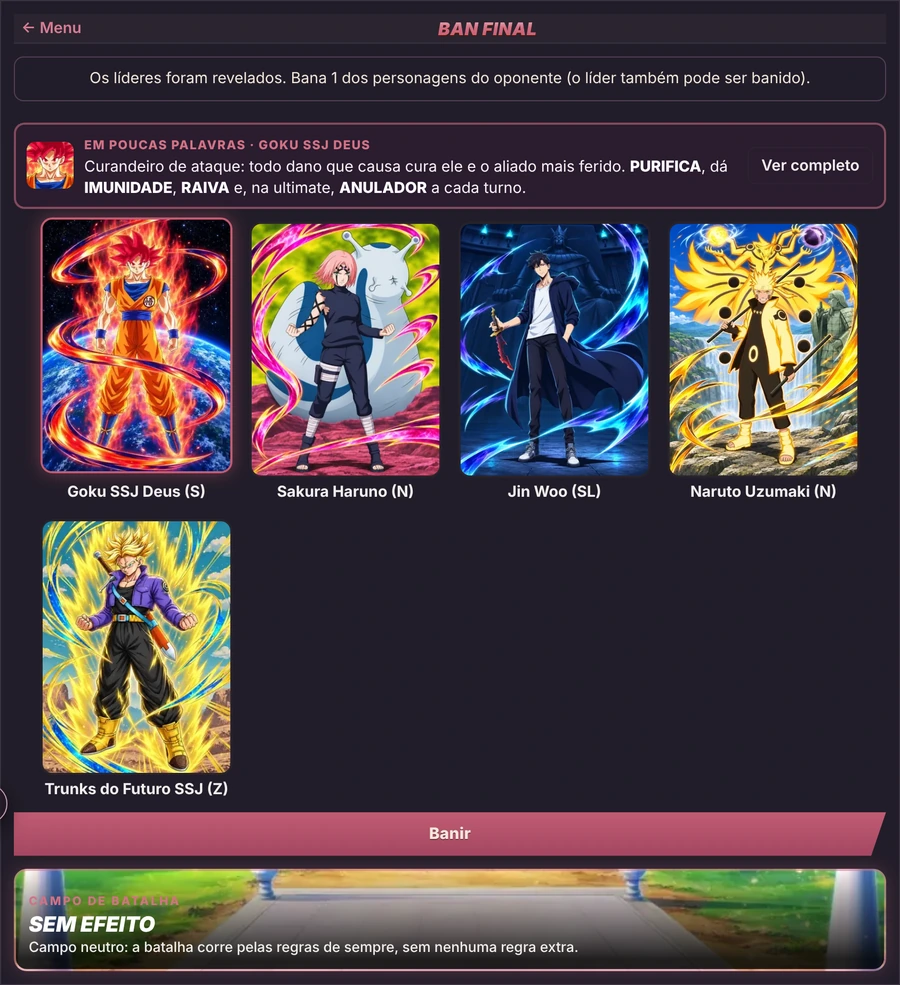 ← Menu
BAN FINAL
Os líderes foram revelados. Bana 1 dos personagens do oponente (o líder também pode ser banido).
EM POUCAS PALAVRAS · GOKU SSJ DEUS
Curandeiro de ataque: todo dano que causa cura ele e o aliado mais ferido. PURIFICA, dá
IMUNIDADE, RAIVA e, na ultimate, ANULADOR a cada turno.
Ver completo
Goku SSJ Deus (S)
Sakura Haruno (N)
Jin Woo (SL)
Naruto Uzumaki (N)
Trunks do Futuro SSJ (Z)
Banir
CAMPO DE BATALHA
SEM EFEITO
Campo neutro: a batalha corre pelas regras de sempre, sem nenhuma regra extra.